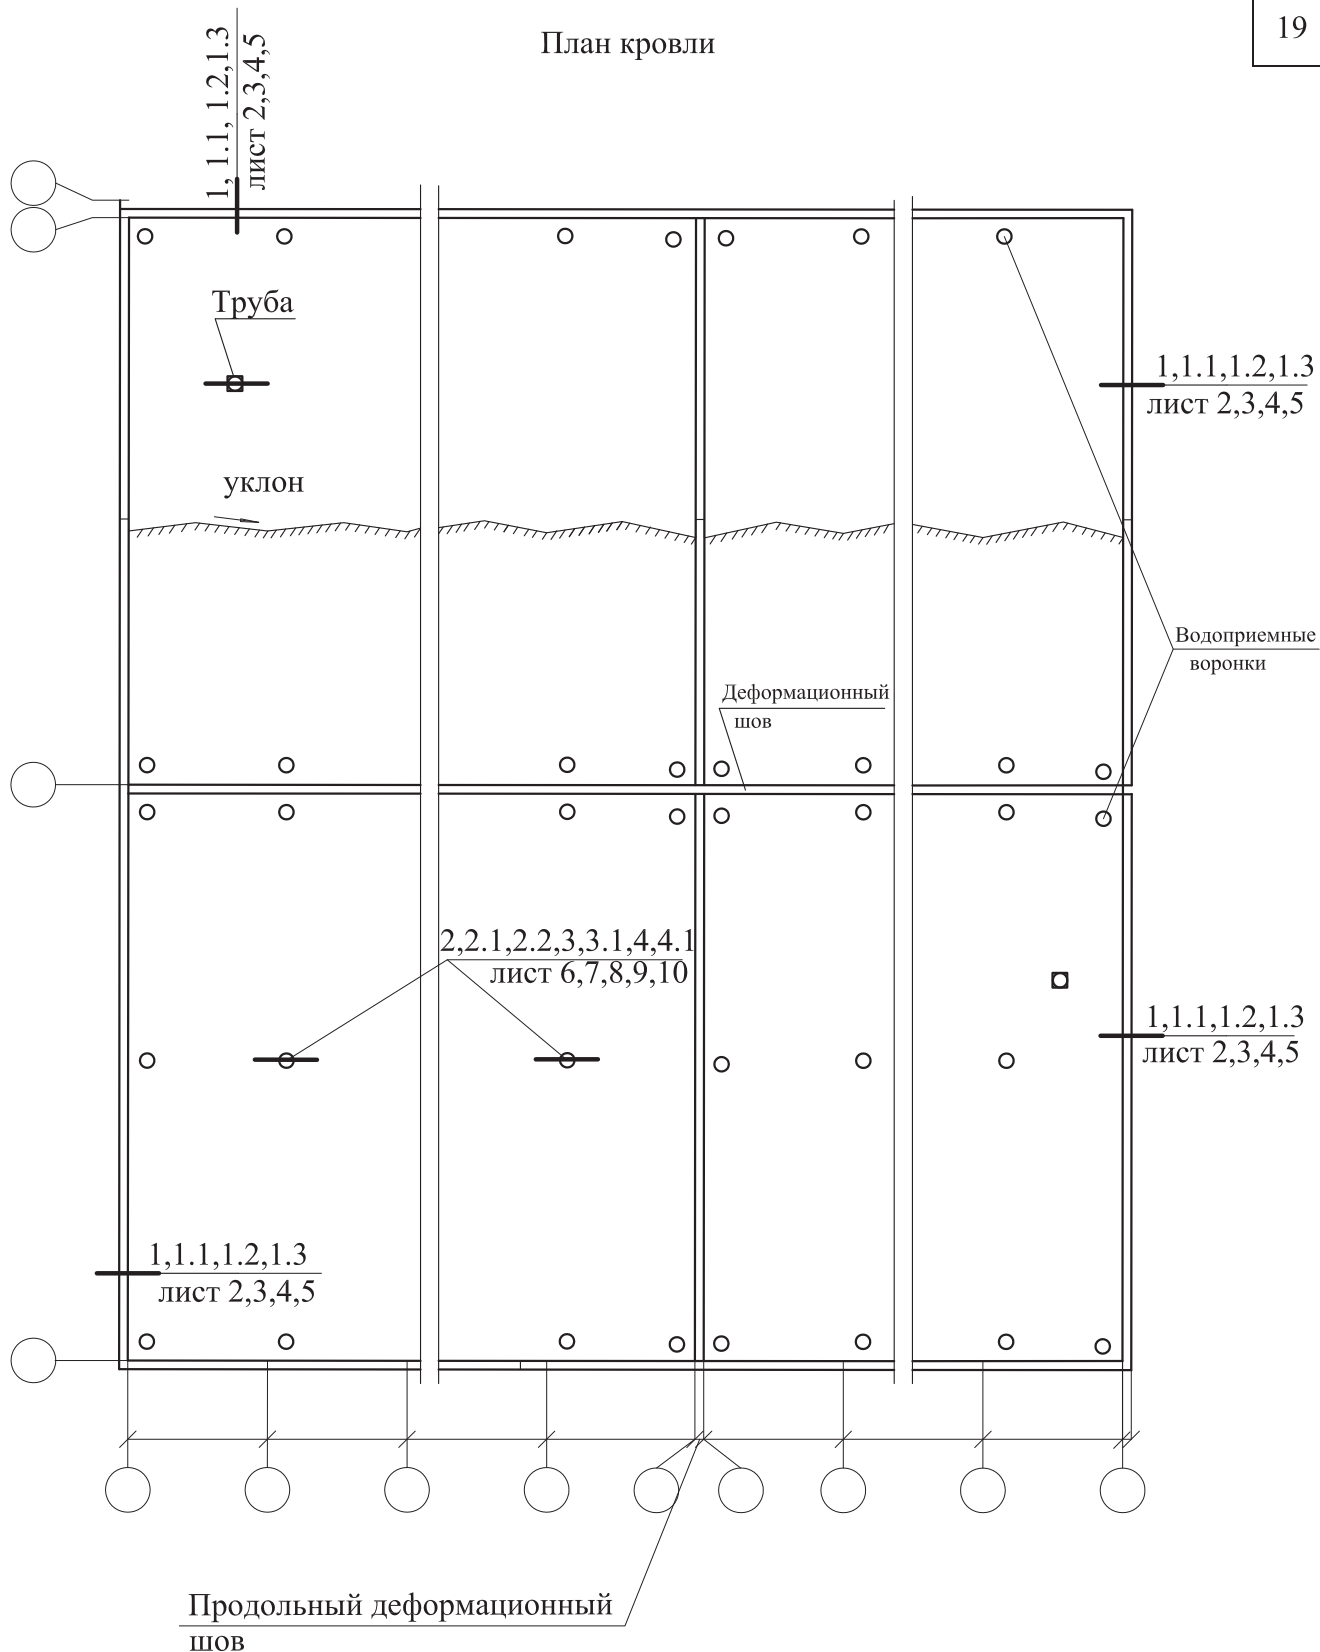 План кровли
19
1, 1.1, 1.2,1.3
лист 2,3,4,5
Труба
1,1.1,1.2,1.3
лист 2,3,4,5
уклон
Водоприемные
воронки
Деформационный
шов
2,2.1,2.2,3,3.1,4,4.1
лист 6,7,8,9,10
1,1.1,1.2,1.3
лист 2,3,4,5
1,1.1,1.2,1.3
лист 2,3,4,5
Продольный деформационный
шов